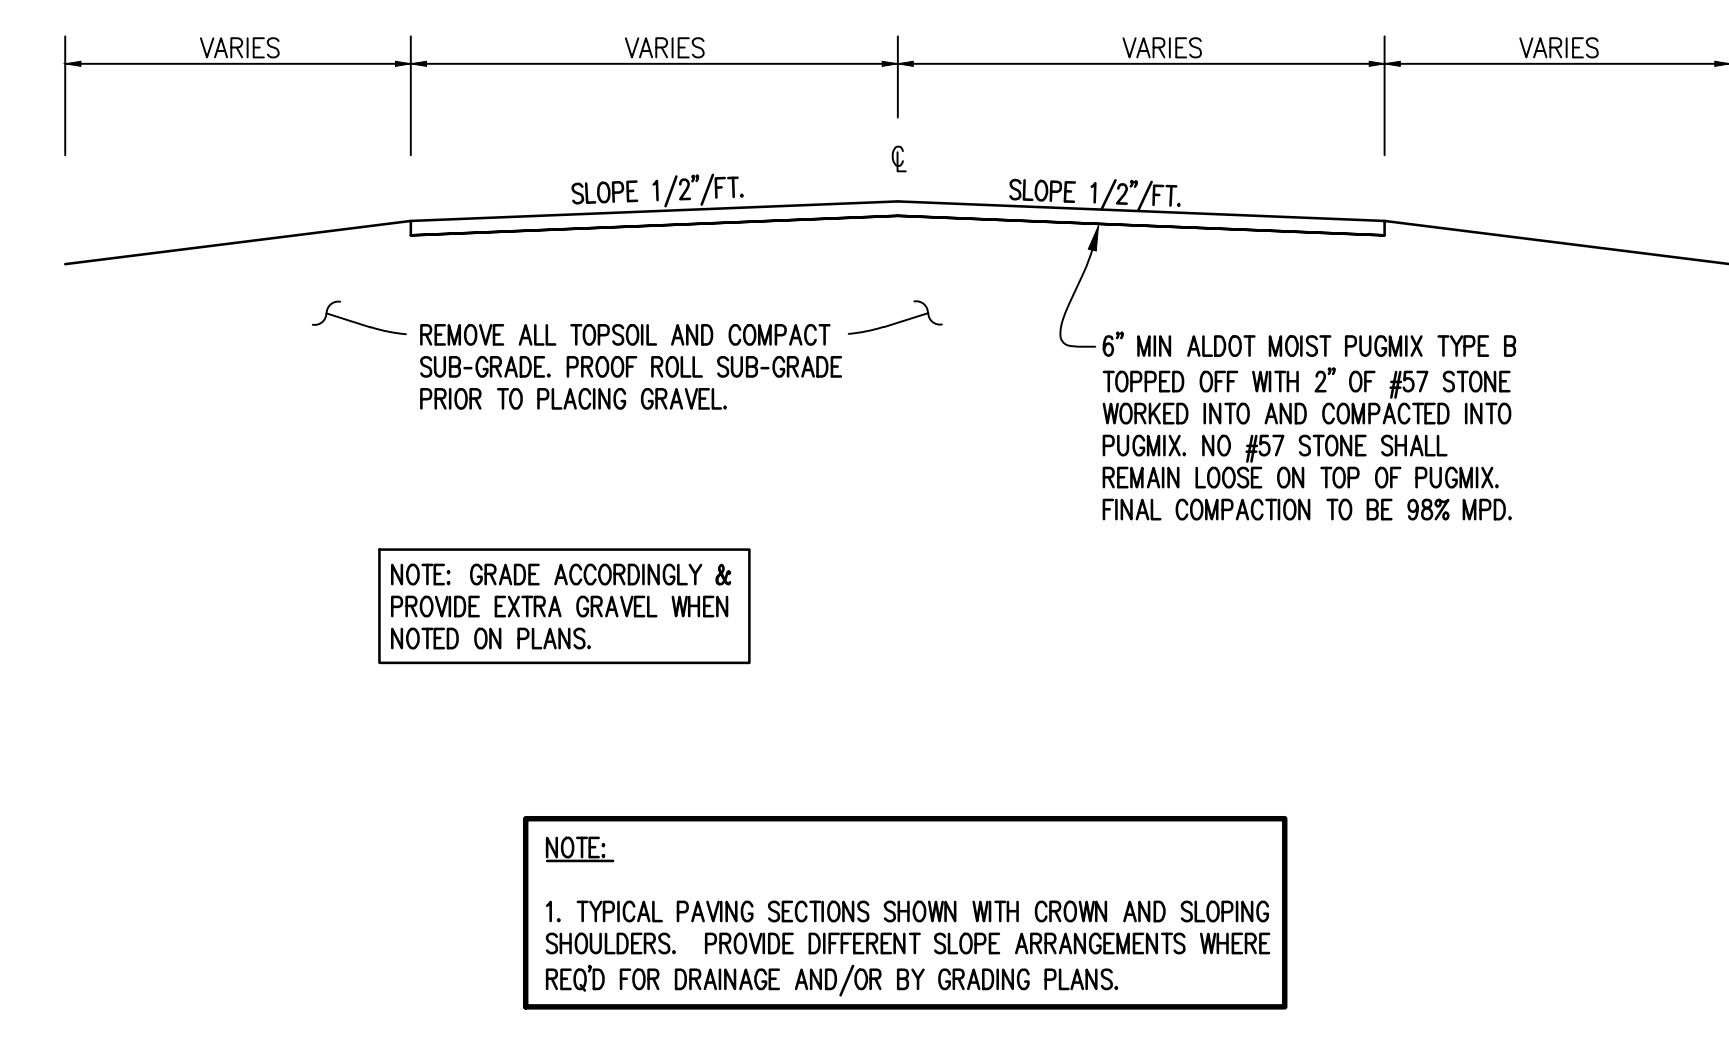 VARIES VARIES VARIES VARIES
℄
SLOPE 1/2"/FT. SLOPE 1/2"/FT.
REMOVE ALL TOPSOIL AND COMPACT
SUB-GRADE. PROOF ROLL SUB-GRADE
PRIOR TO PLACING GRAVEL.
6" MIN ALDOT MOIST PUGMIX TYPE B
TOPPED OFF WITH 2" OF #57 STONE
WORKED INTO AND COMPACTED INTO
PUGMIX. NO #57 STONE SHALL
REMAIN LOOSE ON TOP OF PUGMIX.
FINAL COMPACTION TO BE 98% MPD.
NOTE: GRADE ACCORDINGLY &
PROVIDE EXTRA GRAVEL WHEN
NOTED ON PLANS.
NOTE:
1. TYPICAL PAVING SECTIONS SHOWN WITH CROWN AND SLOPING
SHOULDERS. PROVIDE DIFFERENT SLOPE ARRANGEMENTS WHERE
REQ'D FOR DRAINAGE AND/OR BY GRADING PLANS.